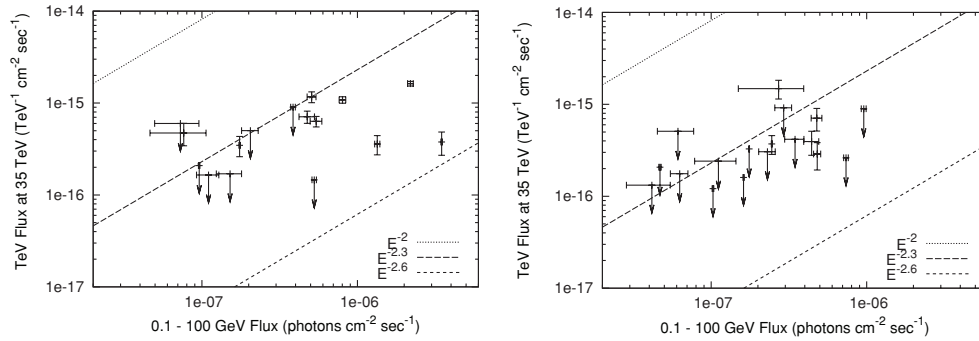 TeV Flux at 35 TeV (TeV⁻¹ cm⁻² sec⁻¹)
1e-14
1e-15
1e-16
1e-17
1e-07
1e-06
0.1 - 100 GeV Flux (photons cm⁻² sec⁻¹)
E⁻²
E⁻²·³
E⁻²·⁶
TeV Flux at 35 TeV (TeV⁻¹ cm⁻² sec⁻¹)
1e-14
1e-15
1e-16
1e-17
1e-07
1e-06
0.1 - 100 GeV Flux (photons cm⁻² sec⁻¹)
E⁻²
E⁻²·³
E⁻²·⁶